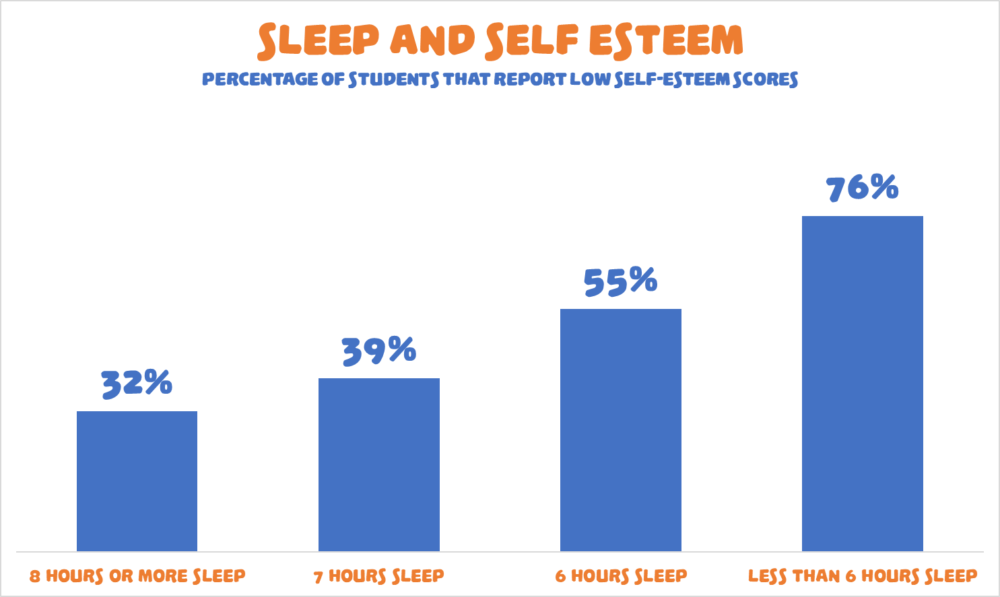 SLEEP AND SELF ESTEEM
PERCENTAGE OF STUDENTS THAT REPORT LOW SELF-ESTEEM SCORES
32%
39%
55%
76%
8 HOURS OR MORE SLEEP
7 HOURS SLEEP
6 HOURS SLEEP
LESS THAN 6 HOURS SLEEP